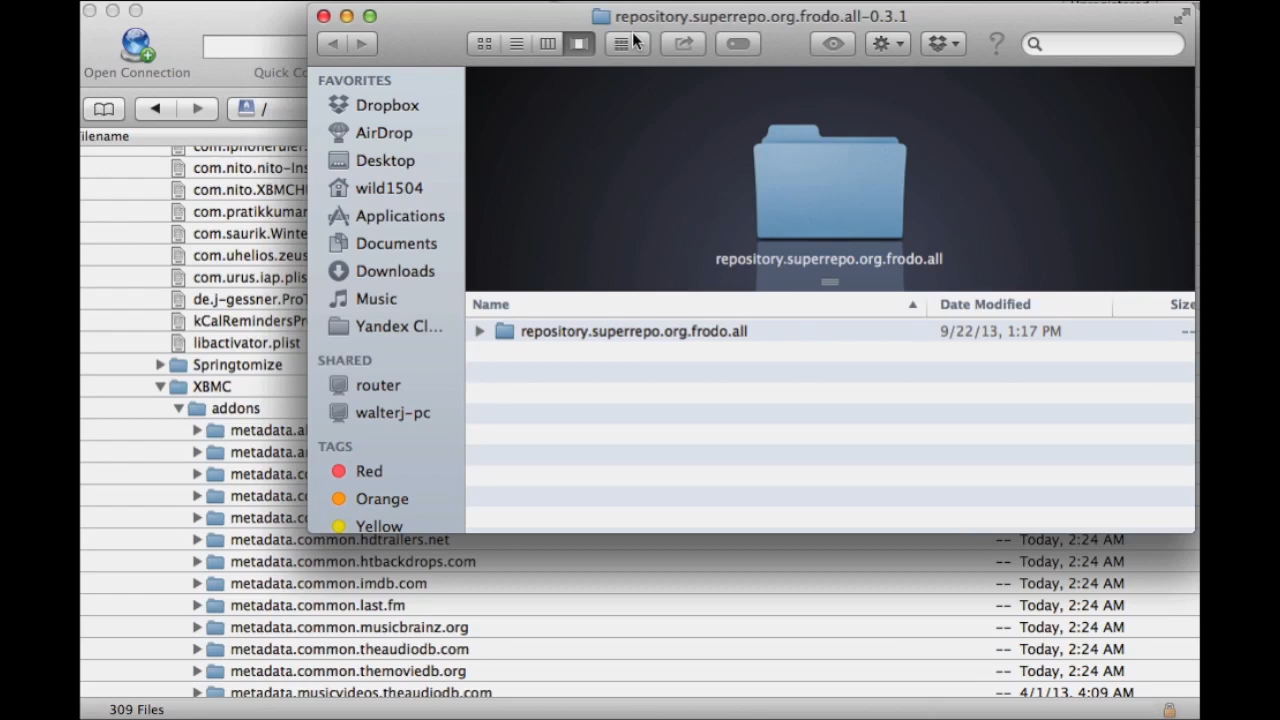 repository.superrepo.org.frodo.all-0.3.1
Open Connection
Quick Co
/
ilename
com.nito.nito-Ins
com.nito.XBMCH
com.pratikkumar
com.saurik.Winte
com.uhelios.zeus
com.urus.iap.plis
de.j-gessner.ProT
kCalRemindersPr
libactivator.plist
Springtomize
XBMC
addons
metadata.al
metadata.ar
metadata.co
metadata.co
metadata.co
FAVORITES
Dropbox
AirDrop
Desktop
wild1504
Applications
Documents
Downloads
Music
Yandex Cl...
SHARED
router
walterj-pc
TAGS
Red
Orange
Yellow
repository.superrepo.org.frodo.all
Name Date Modified Size
repository.superrepo.org.frodo.all 9/22/13, 1:17 PM --
metadata.common.hdtrailers.net -- Today, 2:24 AM
metadata.common.htbackdrops.com -- Today, 2:24 AM
metadata.common.imdb.com -- Today, 2:24 AM
metadata.common.last.fm -- Today, 2:24 AM
metadata.common.musicbrainz.org -- Today, 2:24 AM
metadata.common.theaudiodb.com -- Today, 2:24 AM
metadata.common.themoviedb.org -- Today, 2:24 AM
metadata.musicvideos.theaudiodb.com -- 4/1/13, 4:09 AM
309 Files